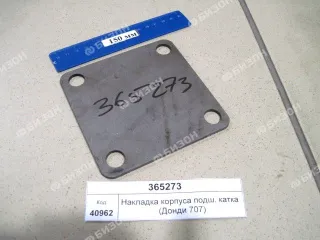 БИЗОН
150 мм
365273
БИЗОН
365273
Код
40962
Накладка корпуса подш. катка
(Донди 707)